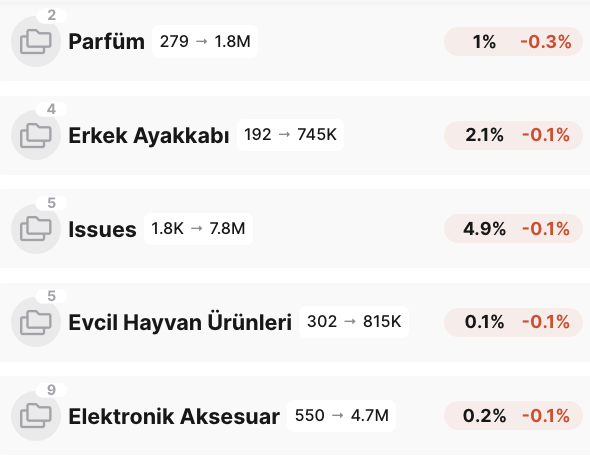 2
Parfüm 279 → 1.8M 1% -0.3%
4
Erkek Ayakkabı 192 → 745K 2.1% -0.1%
5
Issues 1.8K → 7.8M 4.9% -0.1%
5
Evcil Hayvan Ürünleri 302 → 815K 0.1% -0.1%
9
Elektronik Aksesuar 550 → 4.7M 0.2% -0.1%